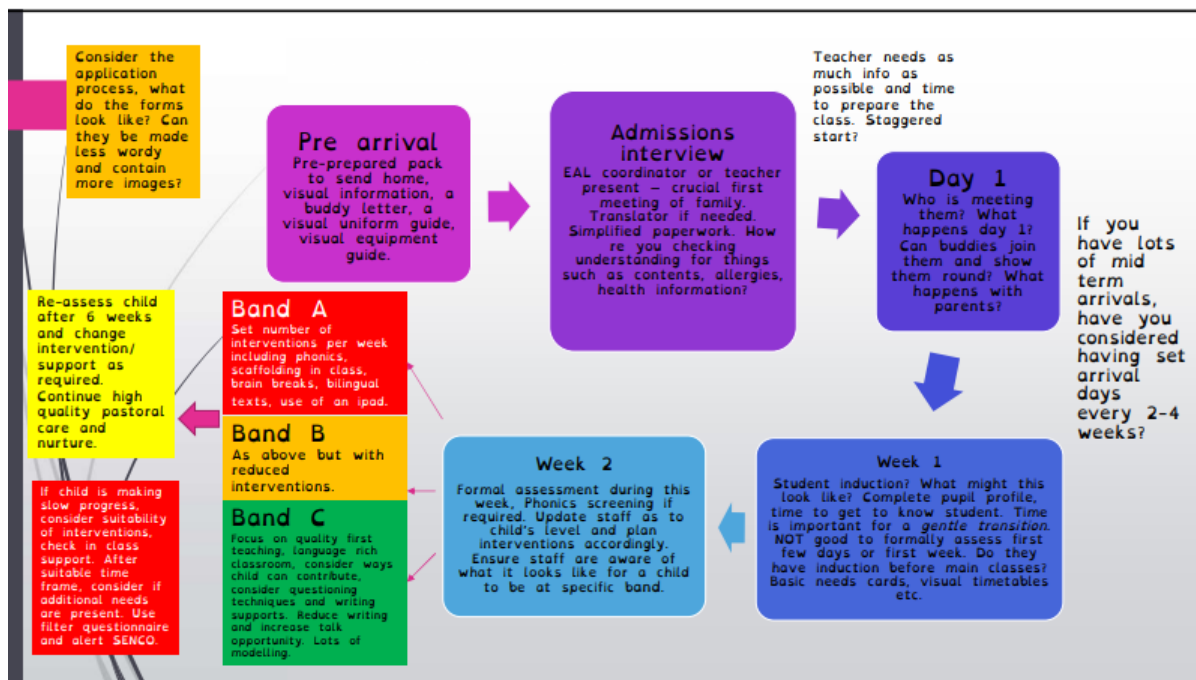 Consider the
application
process, what
do the forms
look like? Can
they be made
less wordy
and contain
more images?
Pre arrival
Pre-prepared pack
to send home,
visual information, a
buddy letter, a
visual uniform guide,
visual equipment
guide.
Admissions
interview
EAL coordinator or teacher
present – crucial first
meeting of family.
Translator if needed.
Simplified paperwork. How
re you checking
understanding for things
such as contents, allergies,
health information?
Teacher needs as
much info as
possible and time
to prepare the
class. Staggered
start?
Day 1
Who is meeting
them? What
happens day 1?
Can buddies join
them and show
them round? What
happens with
parents?
If you
have lots
of mid
term
arrivals,
have you
considered
having set
arrival
days
every 2-4
weeks?
Week 1
Student induction? What might this
look like? Complete pupil profile,
time to get to know student. Time
is important for a gentle transition.
NOT good to formally assess first
few days or first week. Do they
have induction before main classes?
Basic needs cards, visual timetables
etc.
Week 2
Formal assessment during this
week, Phonics screening if
required. Update staff as to
child's level and plan
interventions accordingly.
Ensure staff are aware of
what it looks like for a child
to be at specific band.
Band A
Set number of
interventions per week
including phonics,
scaffolding in class,
brain breaks, bilingual
texts, use of an ipad.
Band B
As above but with
reduced
interventions.
Band C
Focus on quality first
teaching, language rich
classroom, consider ways
child can contribute,
consider questioning
techniques and writing
supports. Reduce writing
and increase talk
opportunity. Lots of
modelling.
Re-assess child
after 6 weeks
and change
intervention/
support as
required.
Continue high
quality pastoral
care and
nurture.
If child is making
slow progress,
consider suitability
of interventions,
check in class
support. After
suitable time
frame, consider if
additional needs
are present. Use
filter questionnaire
and alert SENCO.